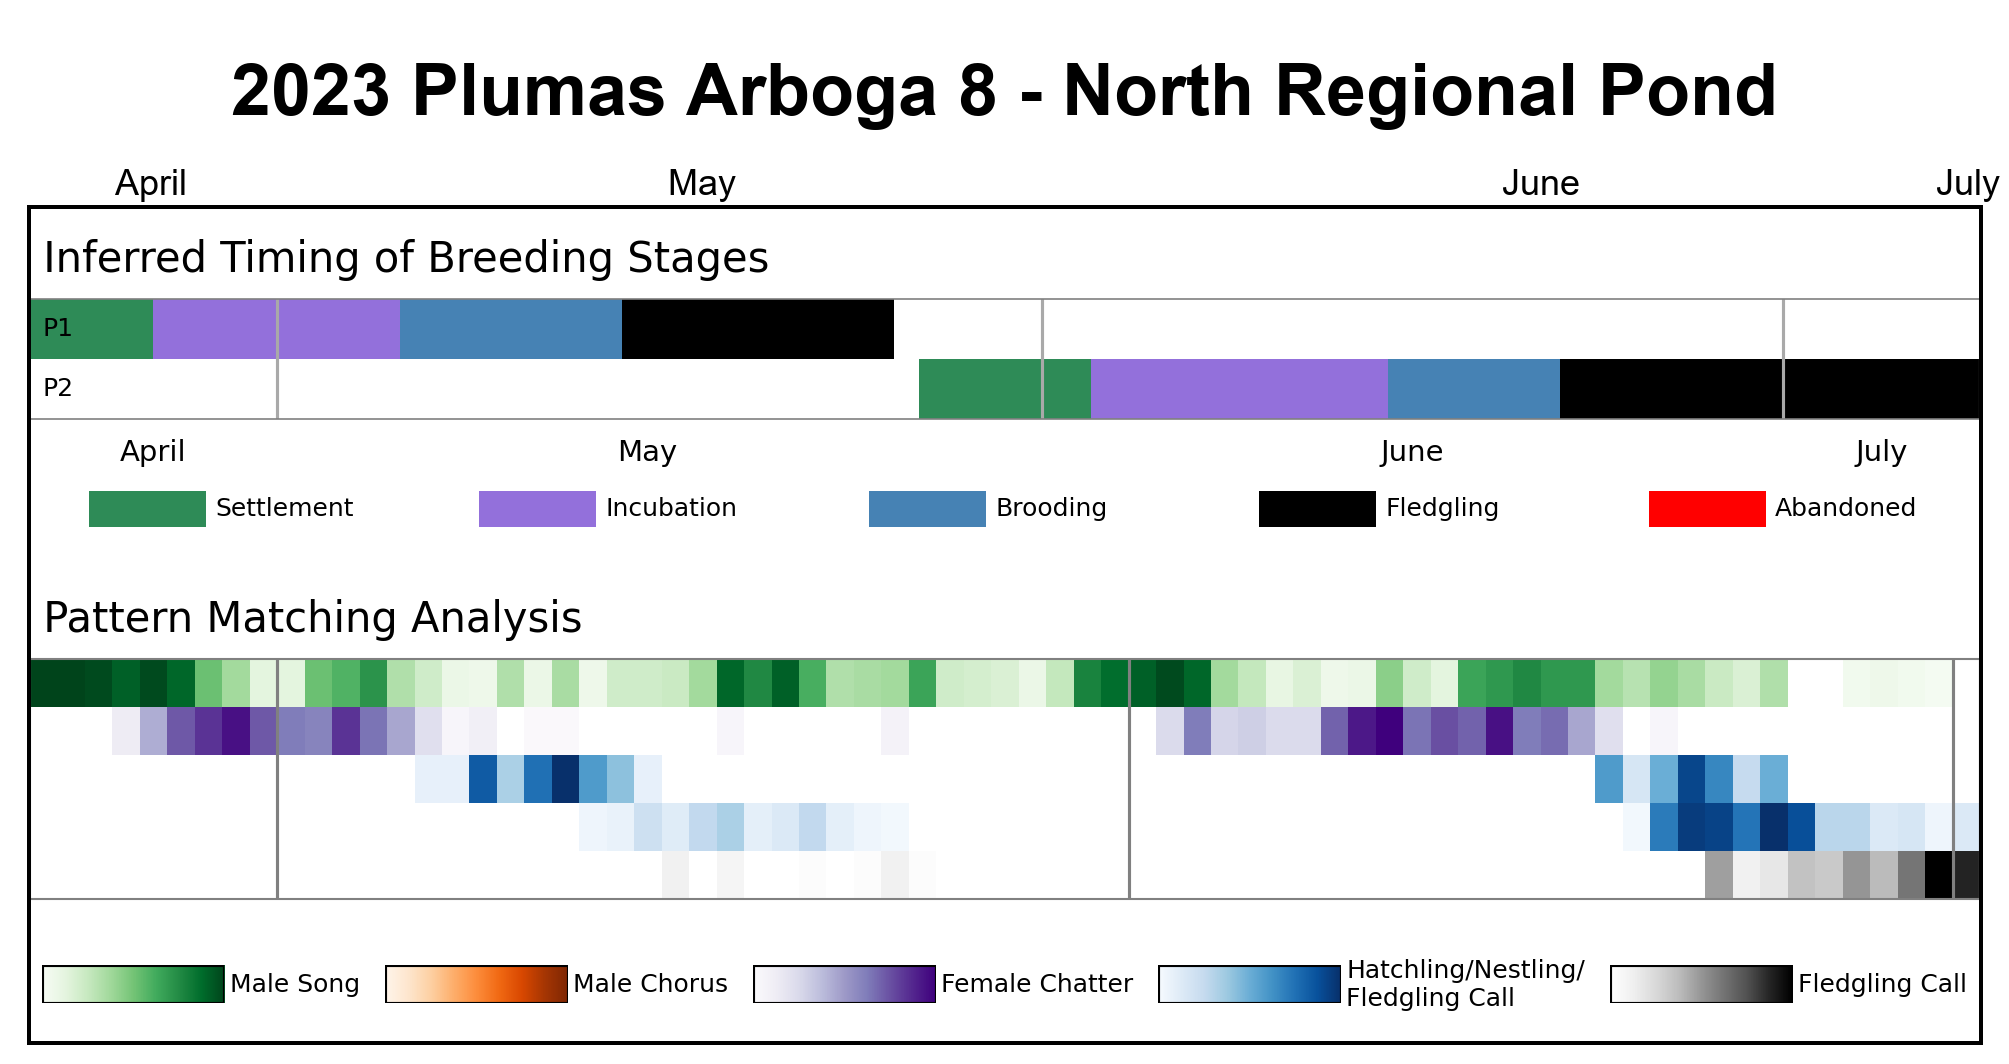 2023 Plumas Arboga 8 - North Regional Pond
April May June July
Inferred Timing of Breeding Stages
P1
P2
April May June July
Settlement Incubation Brooding Fledgling Abandoned
Pattern Matching Analysis
Male Song Male Chorus Female Chatter Hatchling/Nestling/
Fledgling Call Fledgling Call